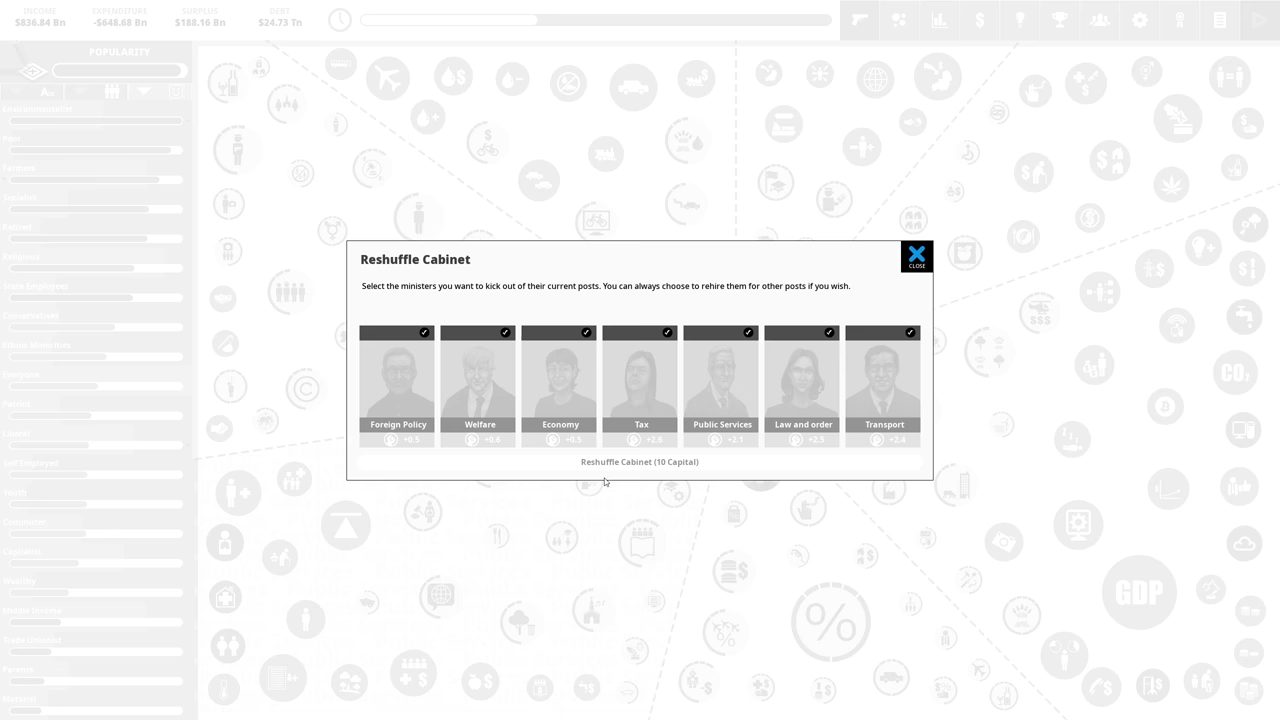 INCOME EXPENDITURE SURPLUS DEBT
$836.84 Bn -$648.68 Bn $188.16 Bn $24.73 Tn
POPULARITY
Aa
Environmentalist
Poor
Farmers
Socialist
Retired
Religious
State Employees
Conservatives
Ethnic Minorities
Everyone
Patriot
Liberal
Self Employed
Youth
Commuter
Capitalist
Wealthy
Middle Income
Trade Unionist
Parents
Motorist
Reshuffle Cabinet
CLOSE
Select the ministers you want to kick out of their current posts. You can always choose to rehire them for other posts if you wish.
Foreign Policy Welfare Economy Tax Public Services Law and order Transport
+0.5 +0.6 +0.5 +2.6 +2.1 +2.5 +2.4
Reshuffle Cabinet (10 Capital)
CO₂
GDP